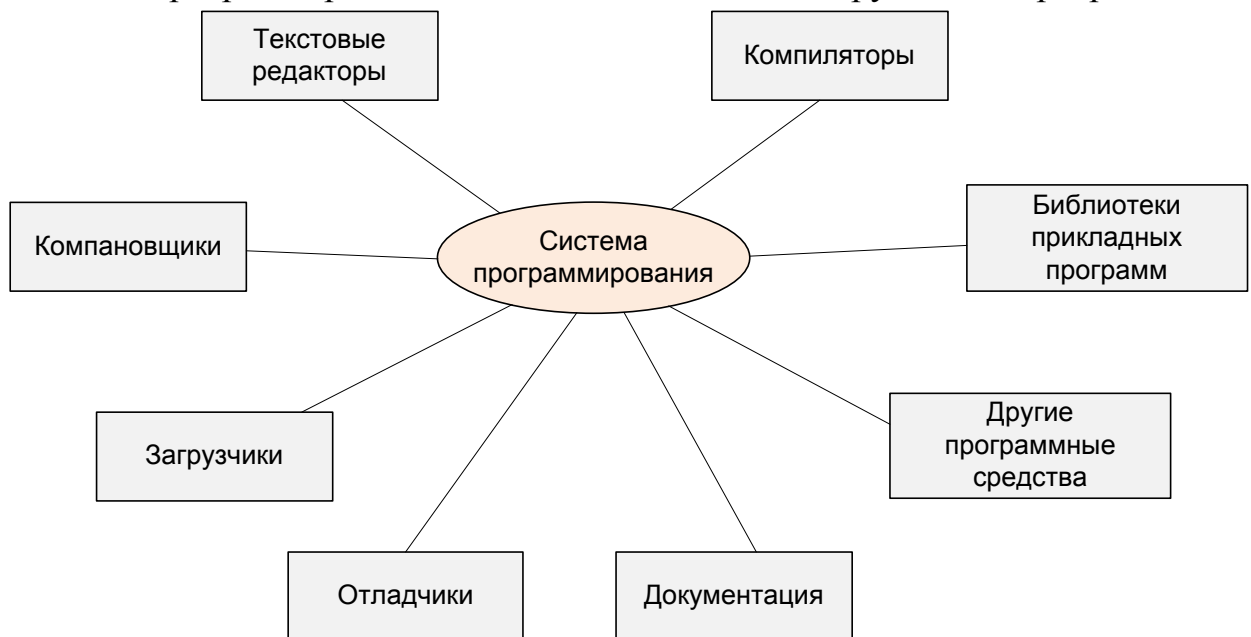 Текстовые
редакторы
Компиляторы
Библиотеки
прикладных
программ
Компановщики
Система
программирования
Загрузчики
Другие
программные
средства
Отладчики
Документация